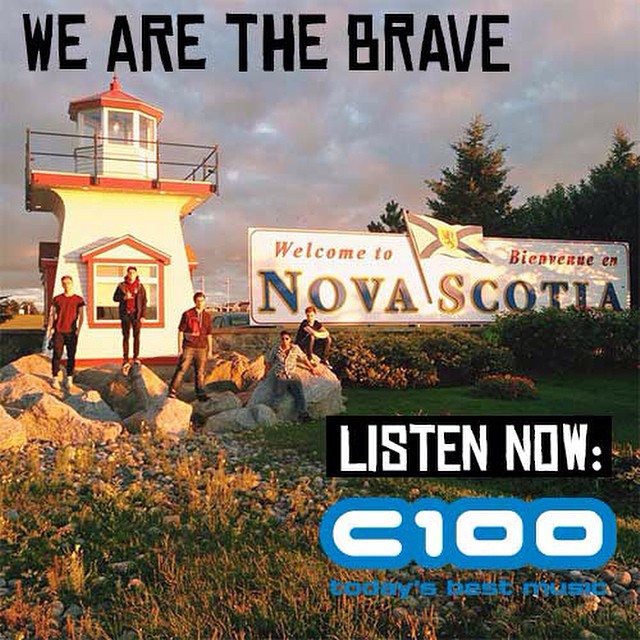 WE ARE THE BRAVE
Welcome to Bienvenue en
NOVA SCOTIA
LISTEN NOW:
C100
today's best music